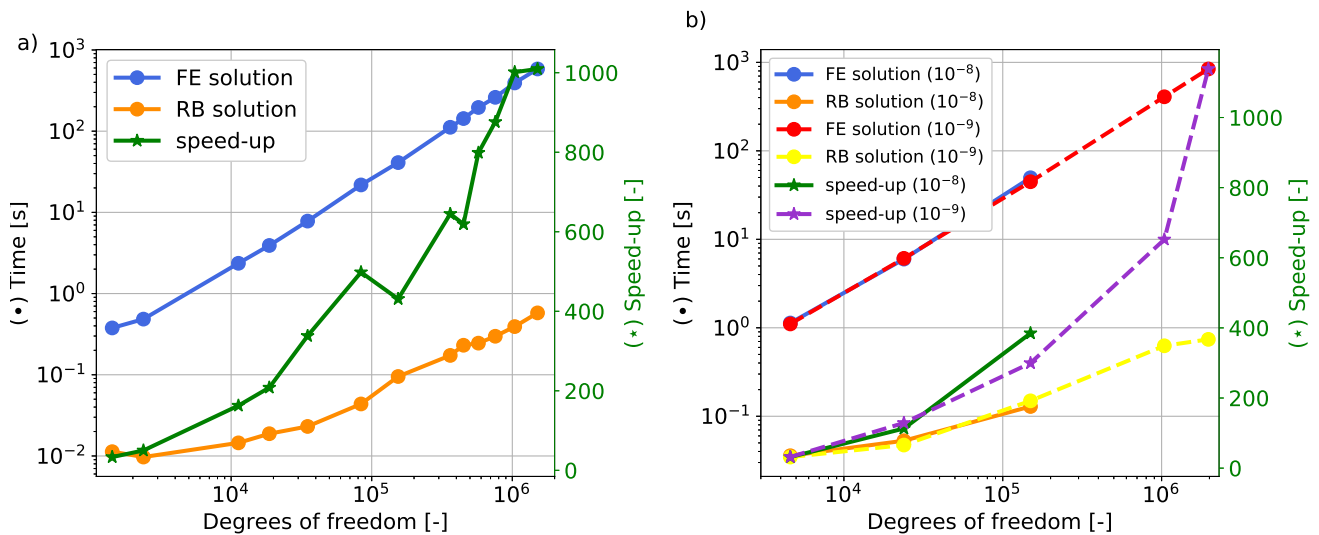 a)
FE solution
RB solution
speed-up
10³
10²
10¹
10⁰
10⁻¹
10⁻²
(•) Time [s]
1000
800
600
400
200
0
(⋆) Speed-up [-]
10⁴ 10⁵ 10⁶
Degrees of freedom [-]
b)
FE solution (10⁻⁸)
RB solution (10⁻⁸)
FE solution (10⁻⁹)
RB solution (10⁻⁹)
speed-up (10⁻⁸)
speed-up (10⁻⁹)
10³
10²
10¹
10⁰
10⁻¹
(•) Time [s]
1000
800
600
400
200
0
(⋆) Speed-up [-]
10⁴ 10⁵ 10⁶
Degrees of freedom [-]